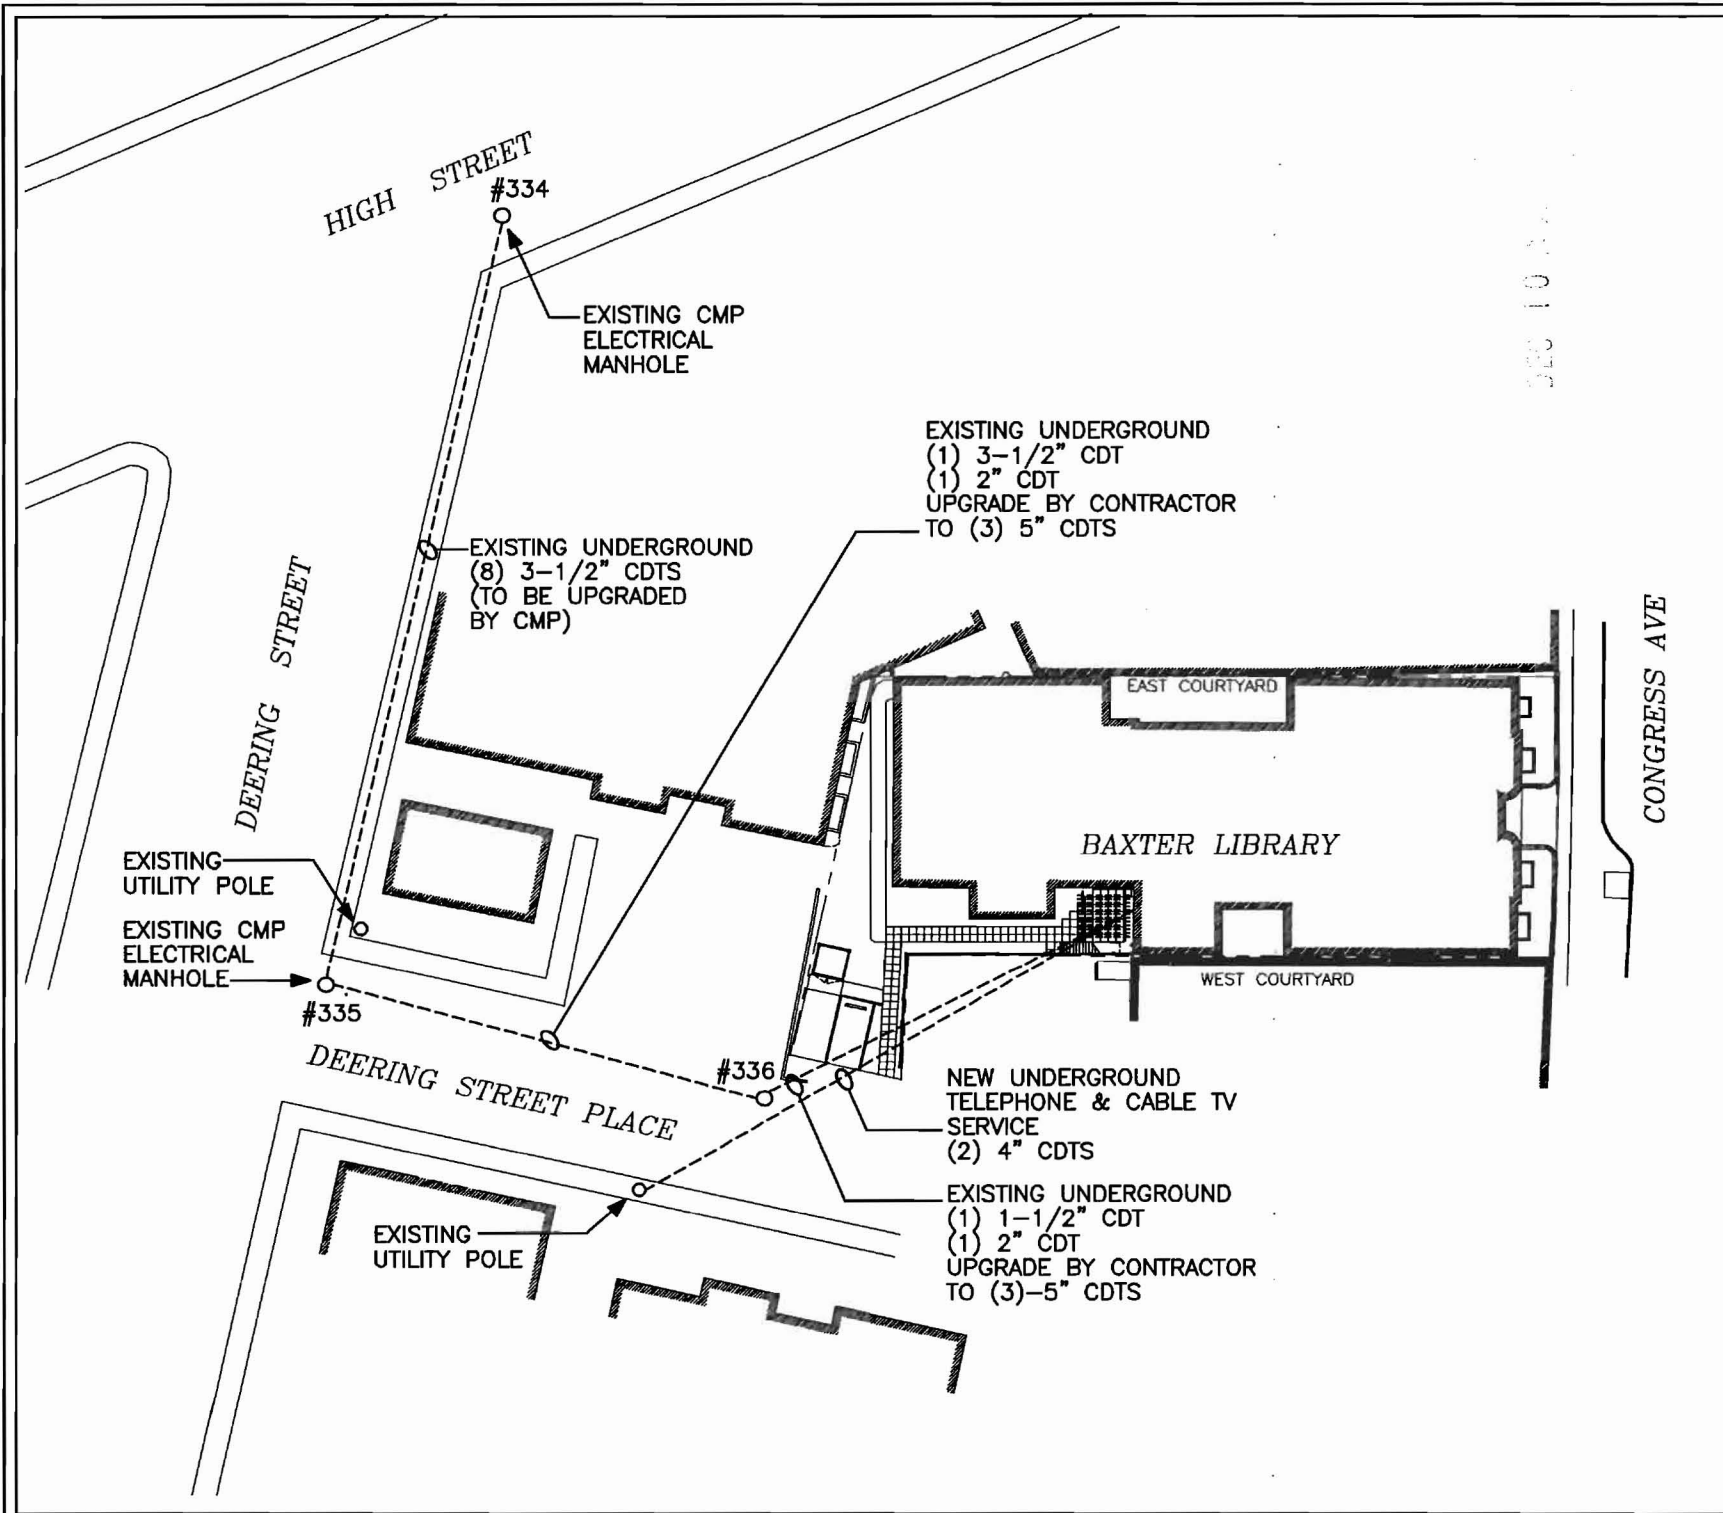 HIGH STREET
#334
EXISTING CMP
ELECTRICAL
MANHOLE
EXISTING UNDERGROUND
(1) 3-1/2" CDT
(1) 2" CDT
UPGRADE BY CONTRACTOR
TO (3) 5" CDTS
EXISTING UNDERGROUND
(8) 3-1/2" CDTS
(TO BE UPGRADED
BY CMP)
DEERING STREET
CONGRESS AVE
EAST COURTYARD
BAXTER LIBRARY
WEST COURTYARD
EXISTING
UTILITY POLE
EXISTING CMP
ELECTRICAL
MANHOLE
#335
DEERING STREET PLACE
#336
NEW UNDERGROUND
TELEPHONE & CABLE TV
SERVICE
(2) 4" CDTS
EXISTING UNDERGROUND
(1) 1-1/2" CDT
(1) 2" CDT
UPGRADE BY CONTRACTOR
TO (3)-5" CDTS
EXISTING
UTILITY POLE